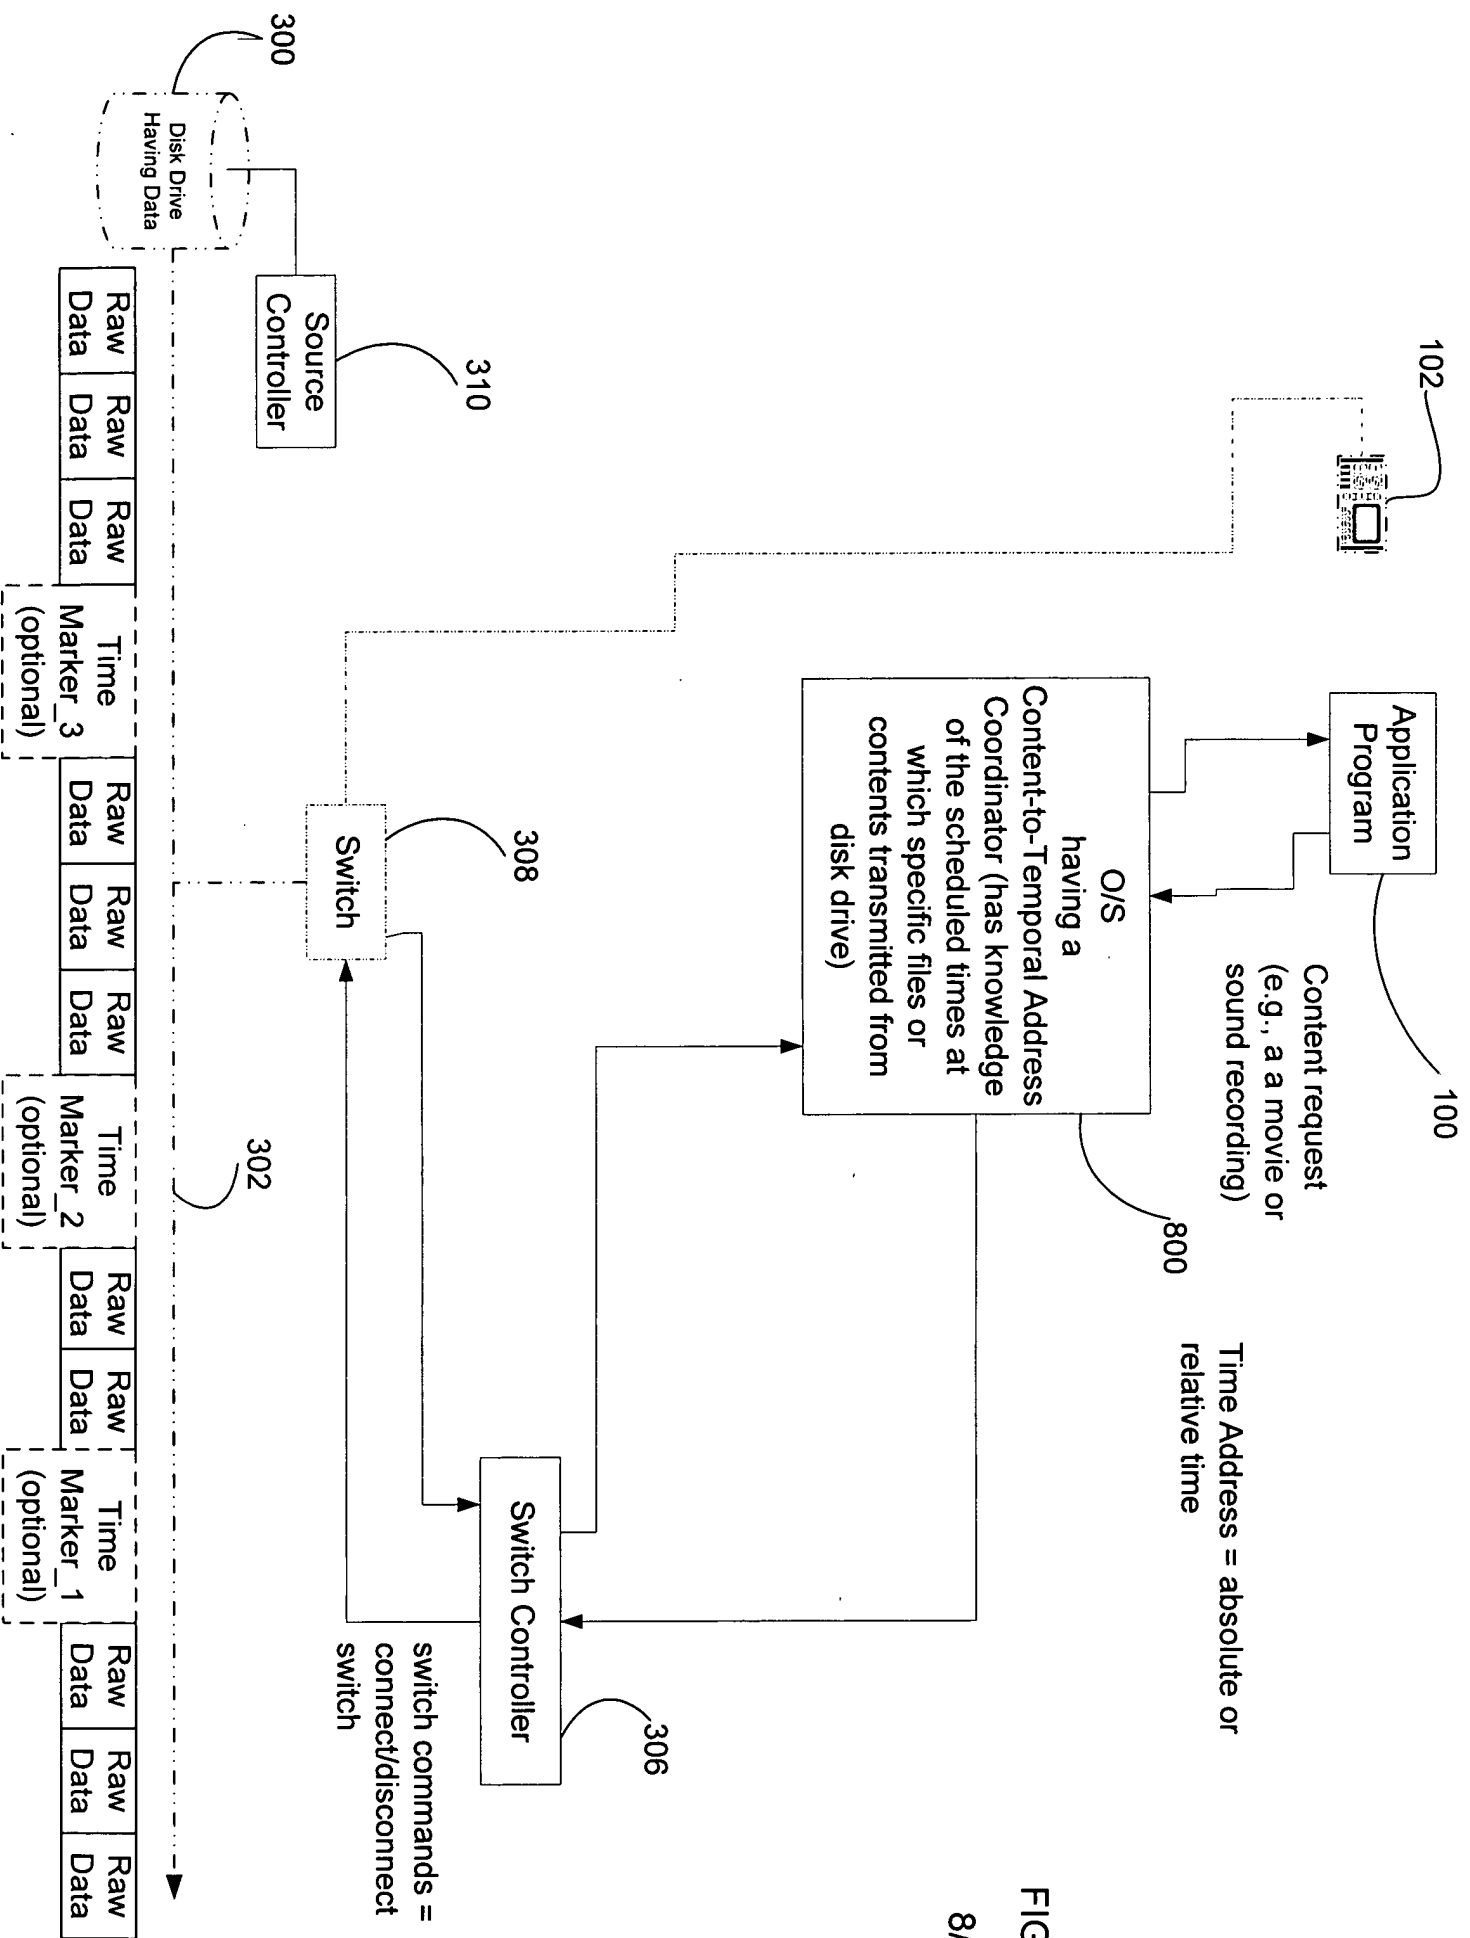 102
100
Application
Program
Content request
(e.g., a a movie or
sound recording)
800
Time Address = absolute or
relative time
O/S
having a
Content-to-Temporal Address
Coordinator (has knowledge
of the scheduled times at
which specific files or
contents transmitted from
disk drive)
FIG
310
308
306
Source
Controller
Switch
Switch Controller
switch commands =
connect/disconnect
switch
300
Disk Drive
Having Data
302
Raw
Data
Raw
Data
Raw
Data
Time
Marker_3
(optional)
Raw
Data
Raw
Data
Raw
Data
Time
Marker_2
(optional)
Raw
Data
Raw
Data
Time
Marker_1
(optional)
Raw
Data
Raw
Data
Raw
Data